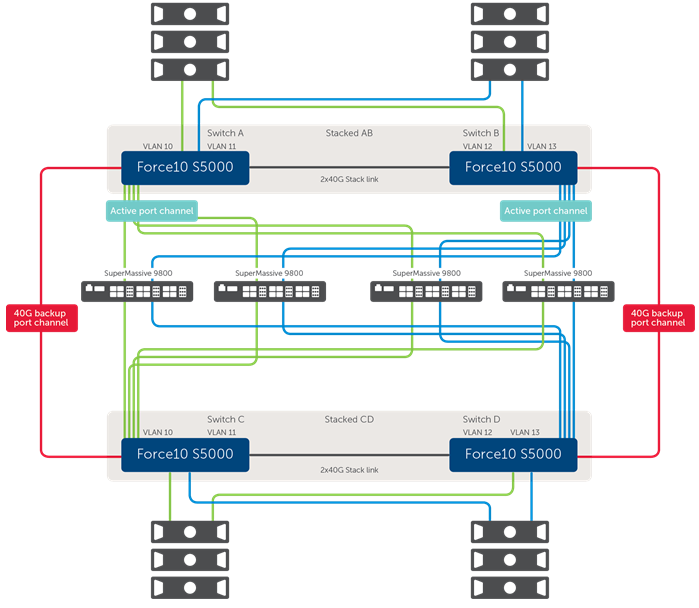 Switch A
Stacked AB
Switch B
VLAN 10
VLAN 11
VLAN 12
VLAN 13
Force10 S5000
Force10 S5000
2x40G Stack link
Active port channel
Active port channel
SuperMassive 9800
SuperMassive 9800
SuperMassive 9800
SuperMassive 9800
40G backup
port channel
40G backup
port channel
Switch C
Stacked CD
Switch D
VLAN 10
VLAN 11
VLAN 12
VLAN 13
Force10 S5000
Force10 S5000
2x40G Stack link